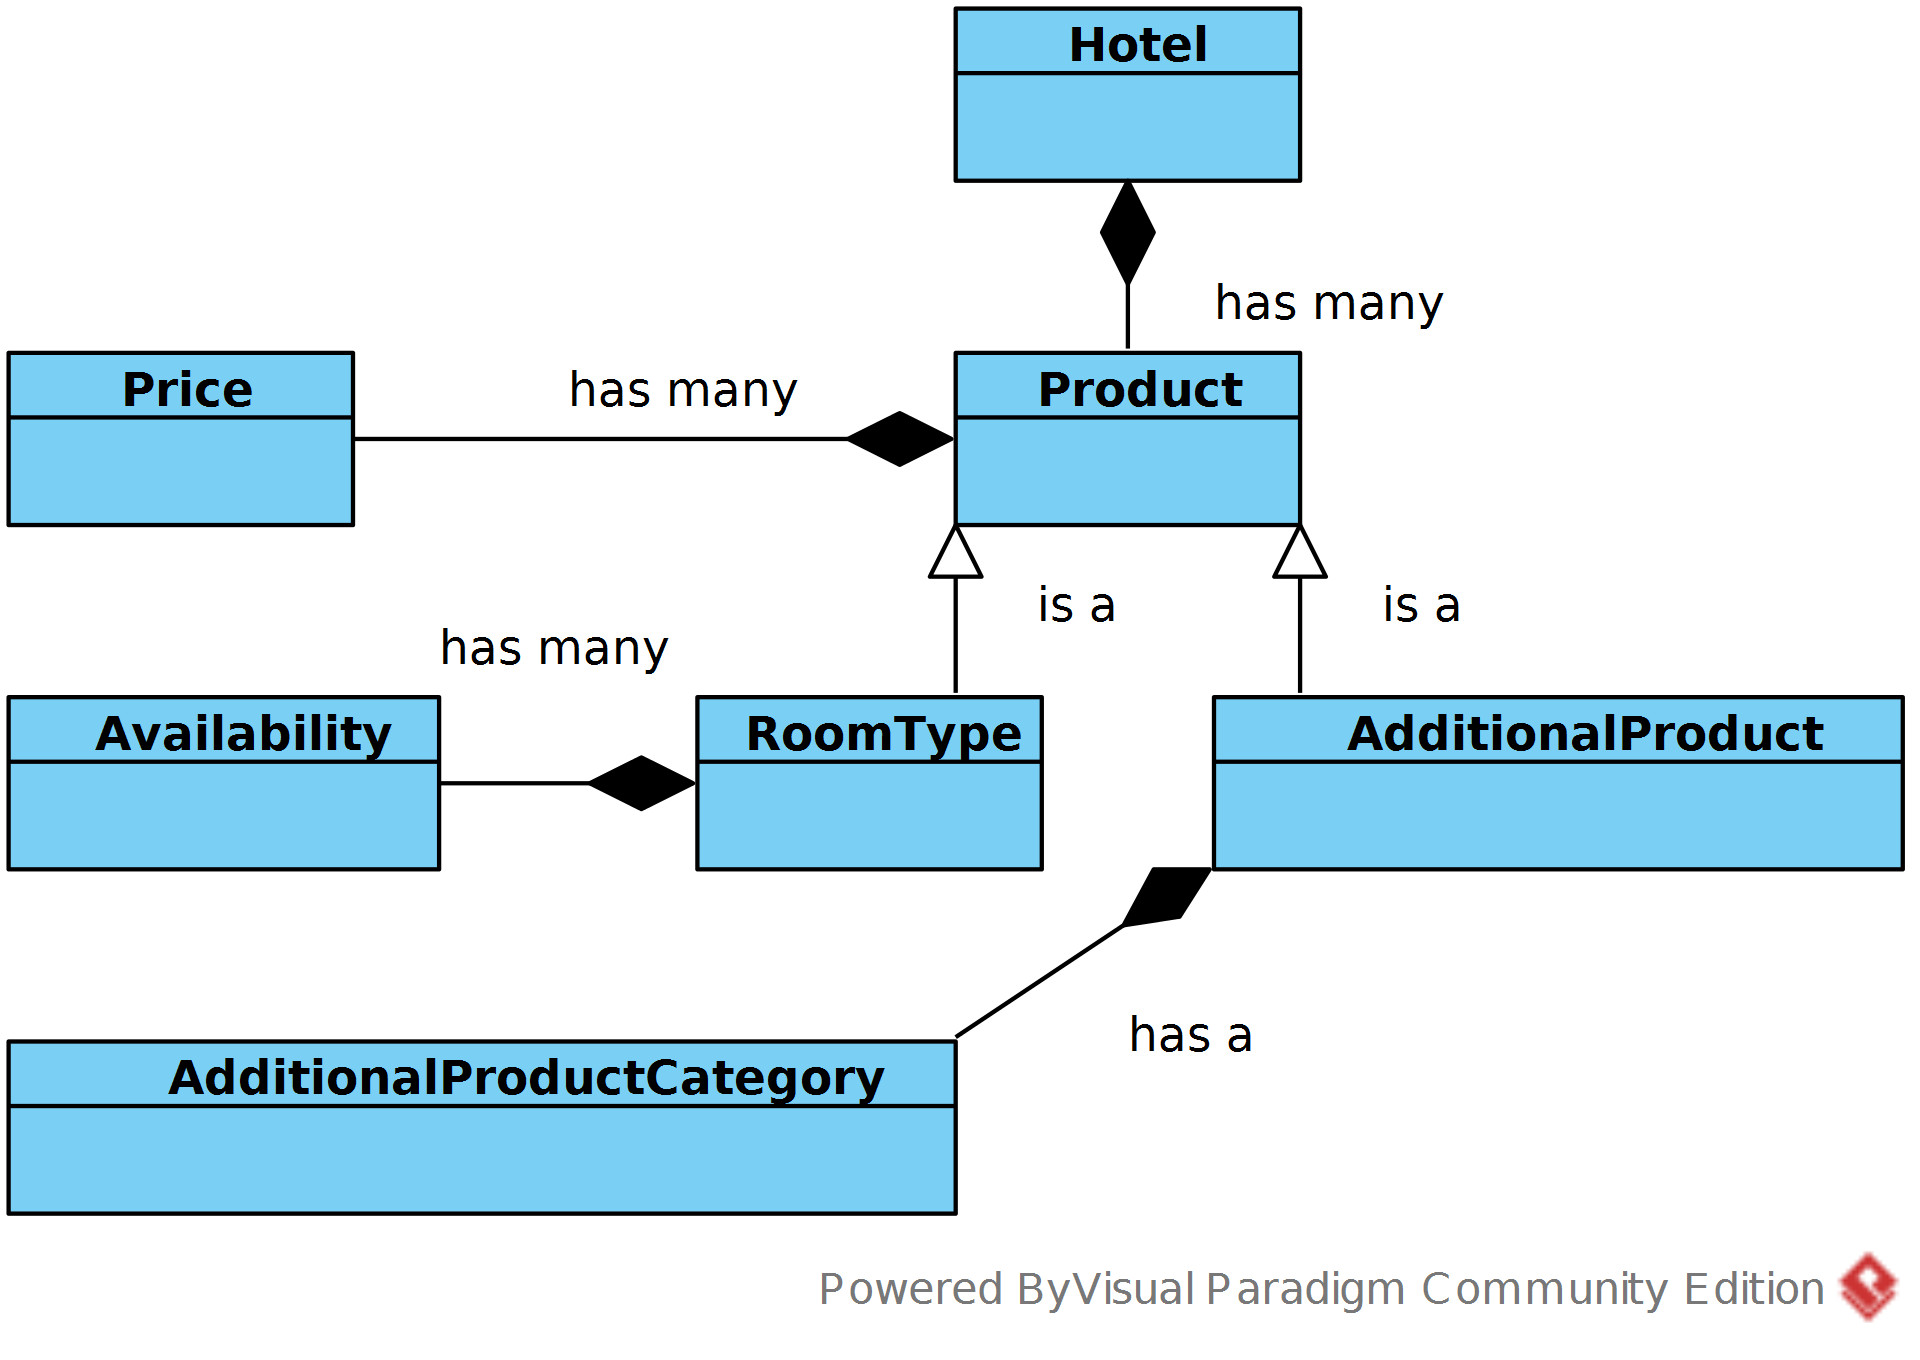 Hotel
has many
Price
has many
Product
is a
is a
has many
Availability
RoomType
AdditionalProduct
has a
AdditionalProductCategory
Powered ByVisual Paradigm Community Edition